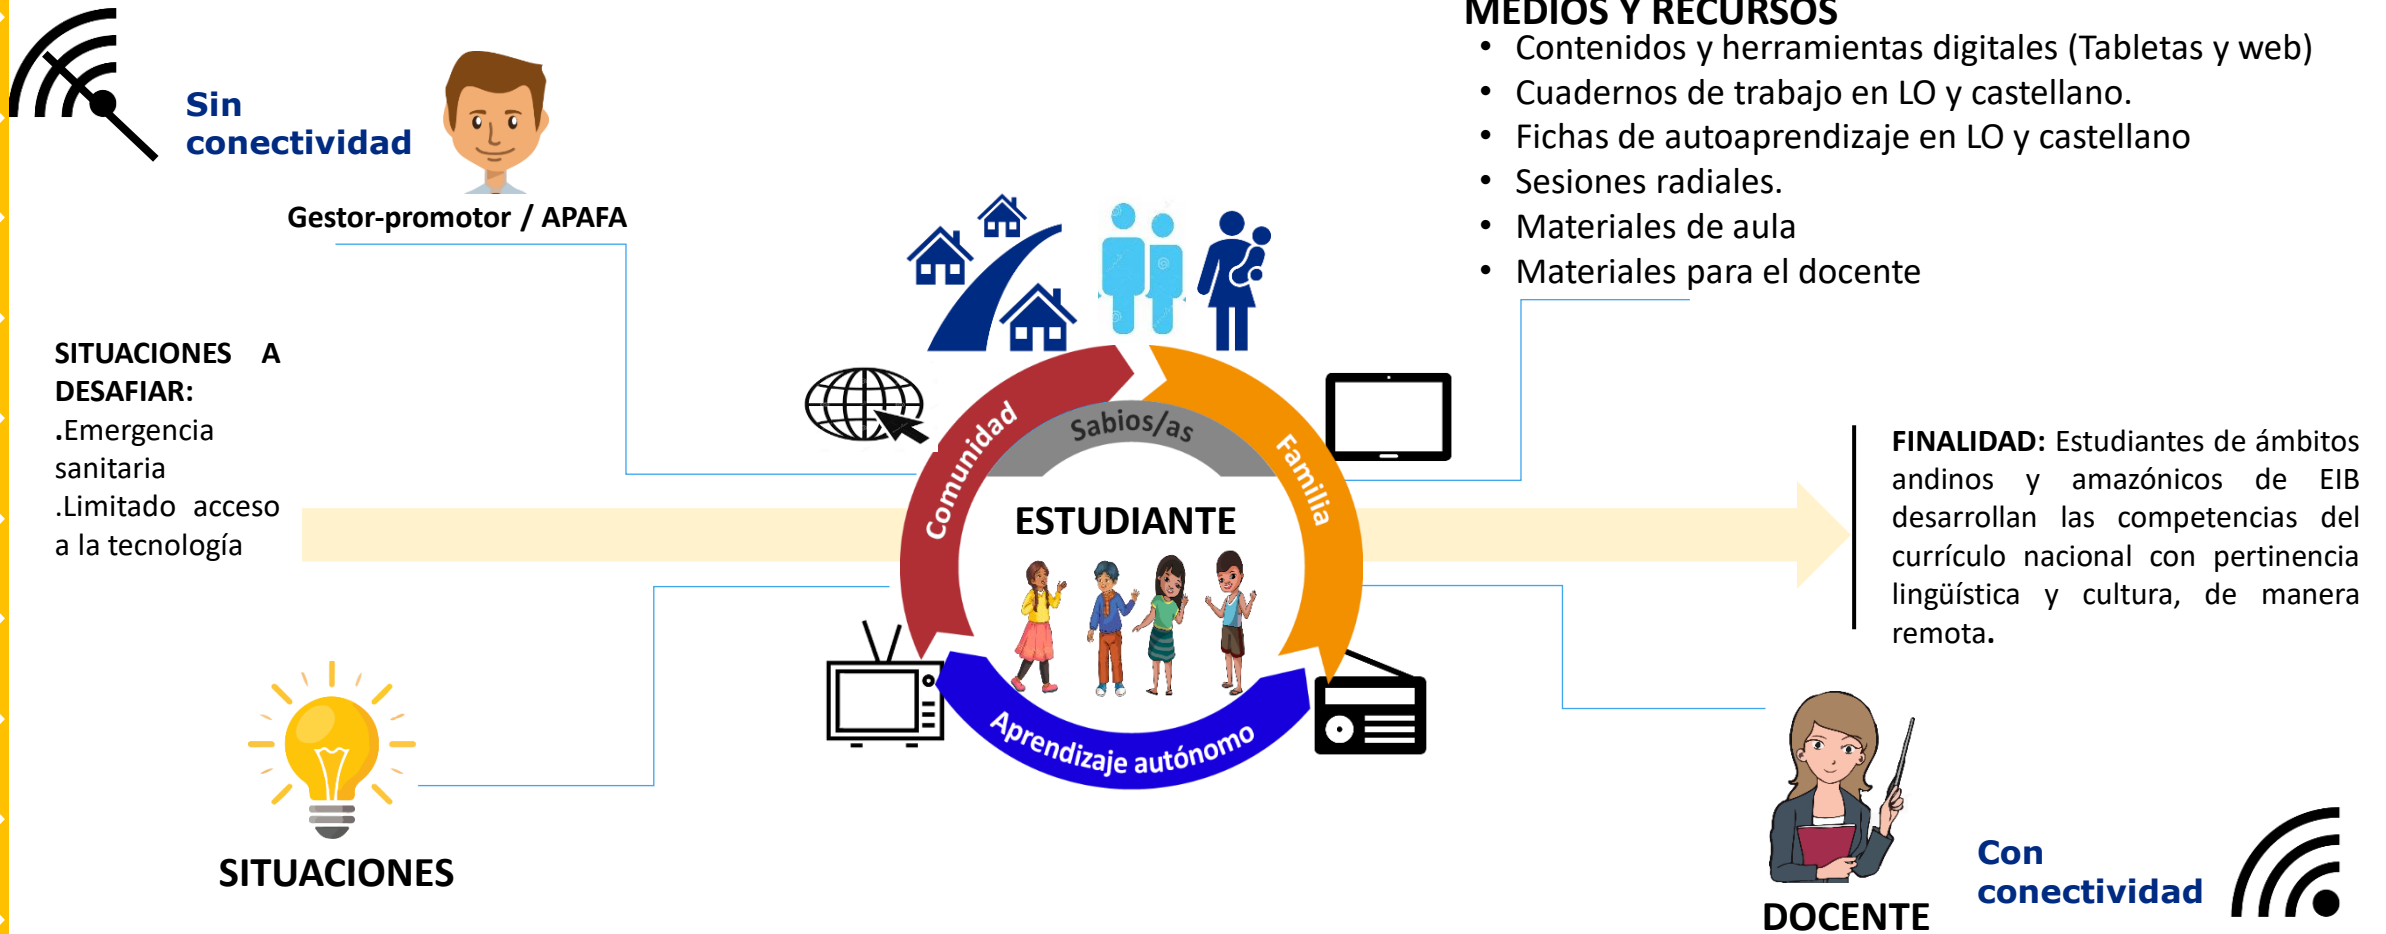 MEDIOS Y RECURSOS
• Contenidos y herramientas digitales (Tabletas y web)
• Cuadernos de trabajo en LO y castellano.
• Fichas de autoaprendizaje en LO y castellano
• Sesiones radiales.
• Materiales de aula
• Materiales para el docente
Sin
conectividad
Gestor-promotor / APAFA
SITUACIONES A
DESAFIAR:
.Emergencia
sanitaria
.Limitado acceso
a la tecnología
Comunidad
Sabios/as
Familia
ESTUDIANTE
Aprendizaje autónomo
FINALIDAD: Estudiantes de ámbitos
andinos y amazónicos de EIB
desarrollan las competencias del
currículo nacional con pertinencia
lingüística y cultura, de manera
remota.
SITUACIONES
DOCENTE
Con
conectividad